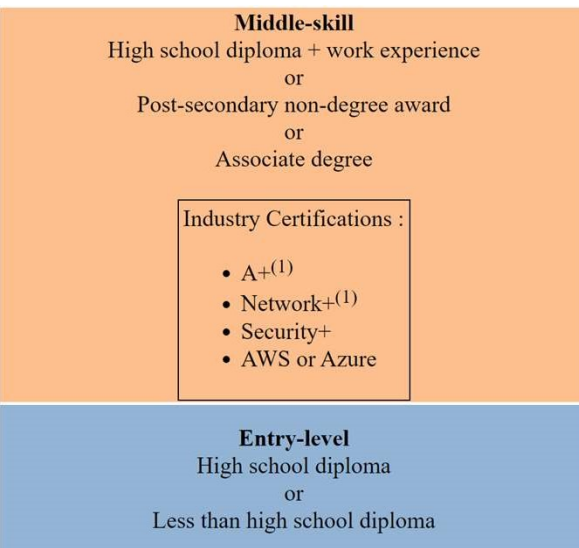 Middle-skill
High school diploma + work experience
or
Post-secondary non-degree award
or
Associate degree
Industry Certifications :
• A+(1)
• Network+(1)
• Security+
• AWS or Azure
Entry-level
High school diploma
or
Less than high school diploma